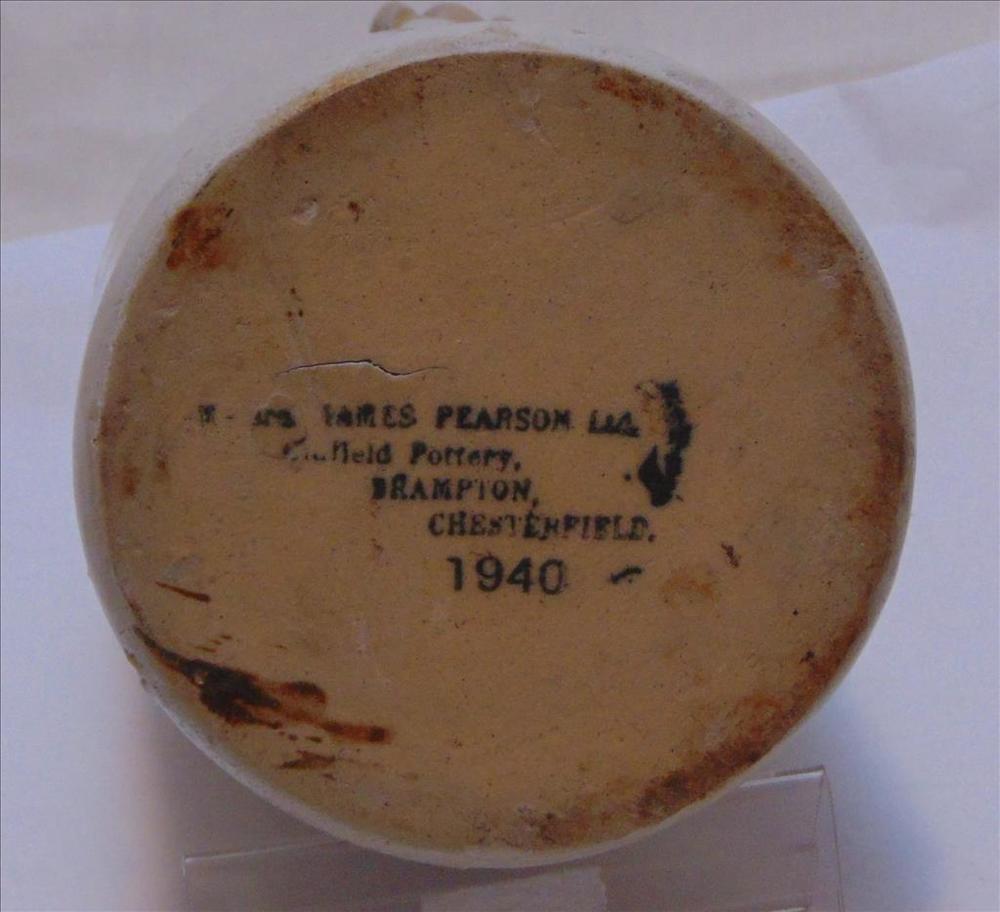 JAMES PEARSON Ltd.
Pottery,
BRAMPTON,
CHESTERFIELD.
1940